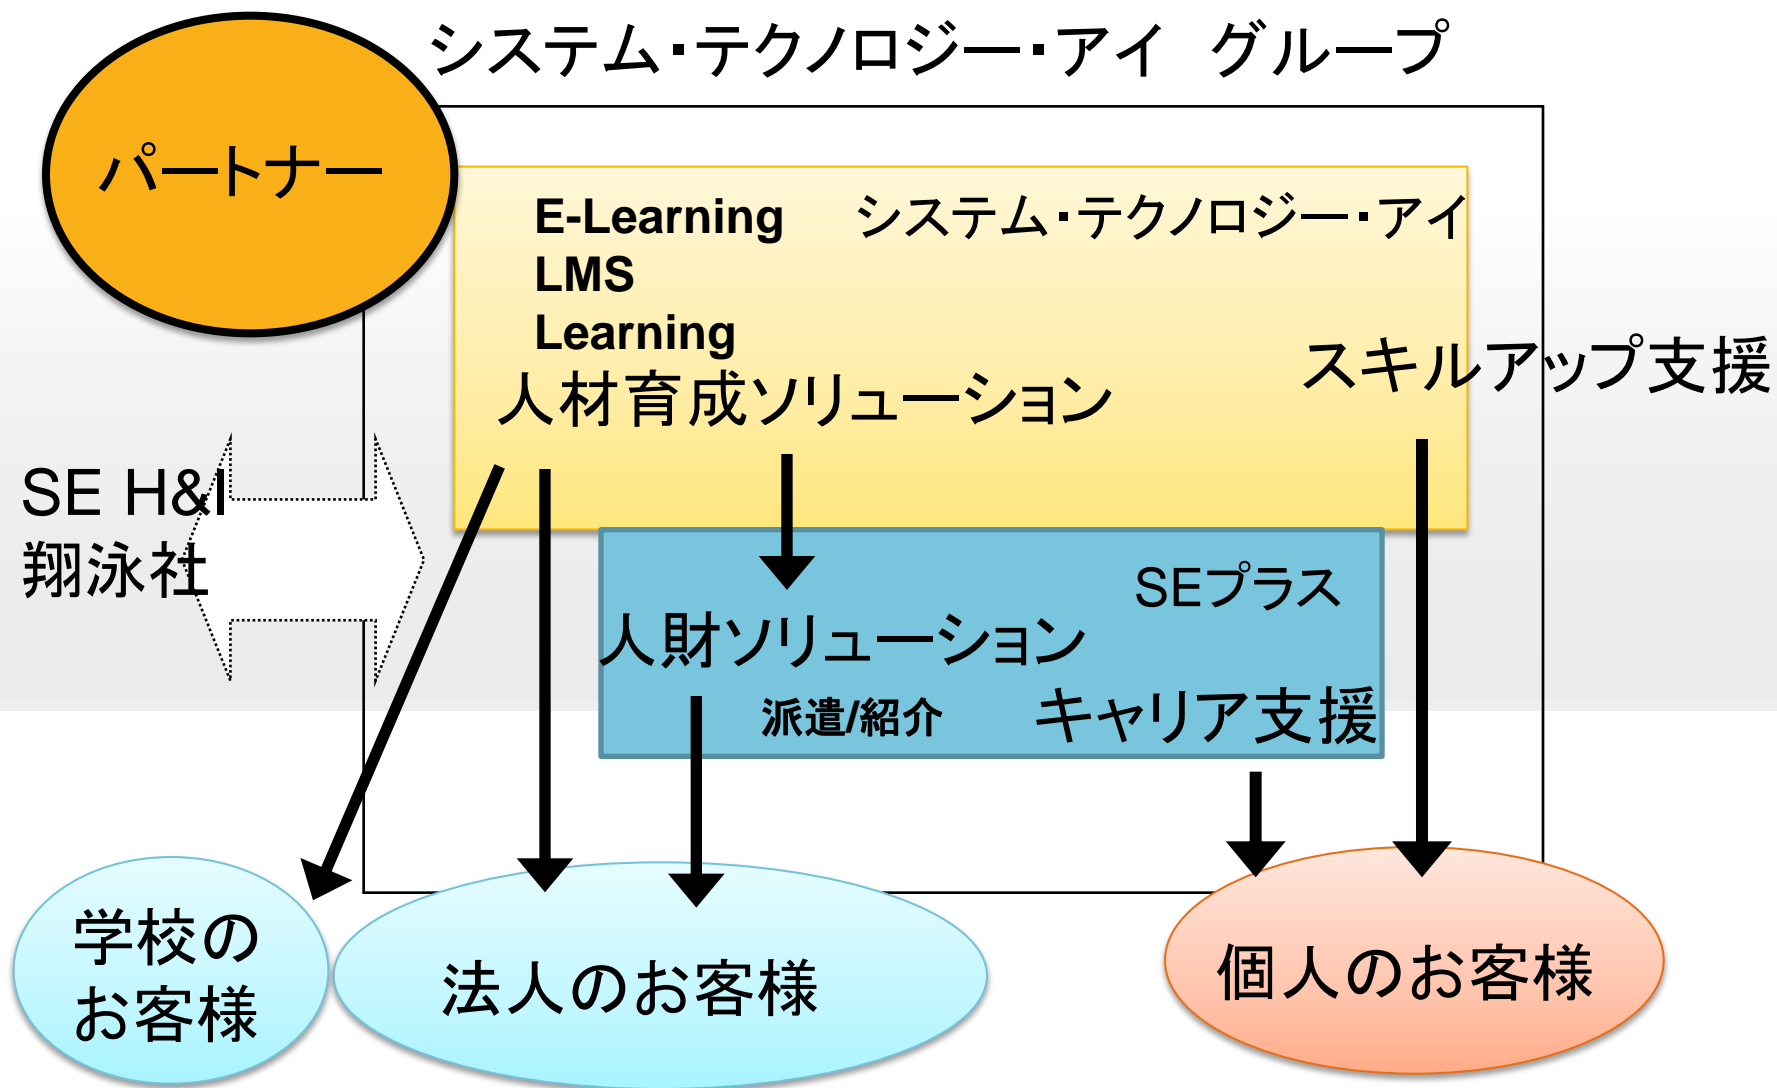 システム・テクノロジー・アイ　グループ
パートナー
E-Learning　システム・テクノロジー・アイ
LMS
Learning
人材育成ソリューション
スキルアップ支援
SE H&I
翔泳社
SEプラス
人財ソリューション
派遣/紹介　キャリア支援
学校の
お客様
法人のお客様
個人のお客様